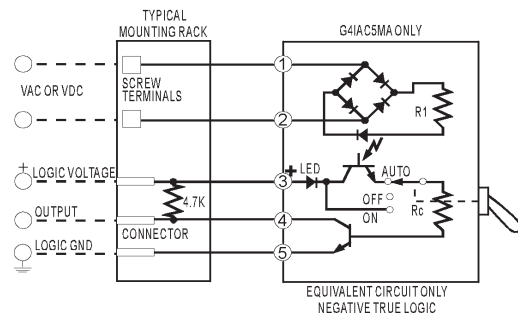 TYPICAL
MOUNTING RACK
G4IAC5MA ONLY
1
VAC OR VDC
SCREW
TERMINALS
R1
2
+
LOGIC VOLTAGE
3
+
LED
AUTO
4.7K
OFF
ON
Rc
OUTPUT
4
CONNECTOR
LOGIC GND
5
EQUIVALENT CIRCUIT ONLY
NEGATIVE TRUE LOGIC